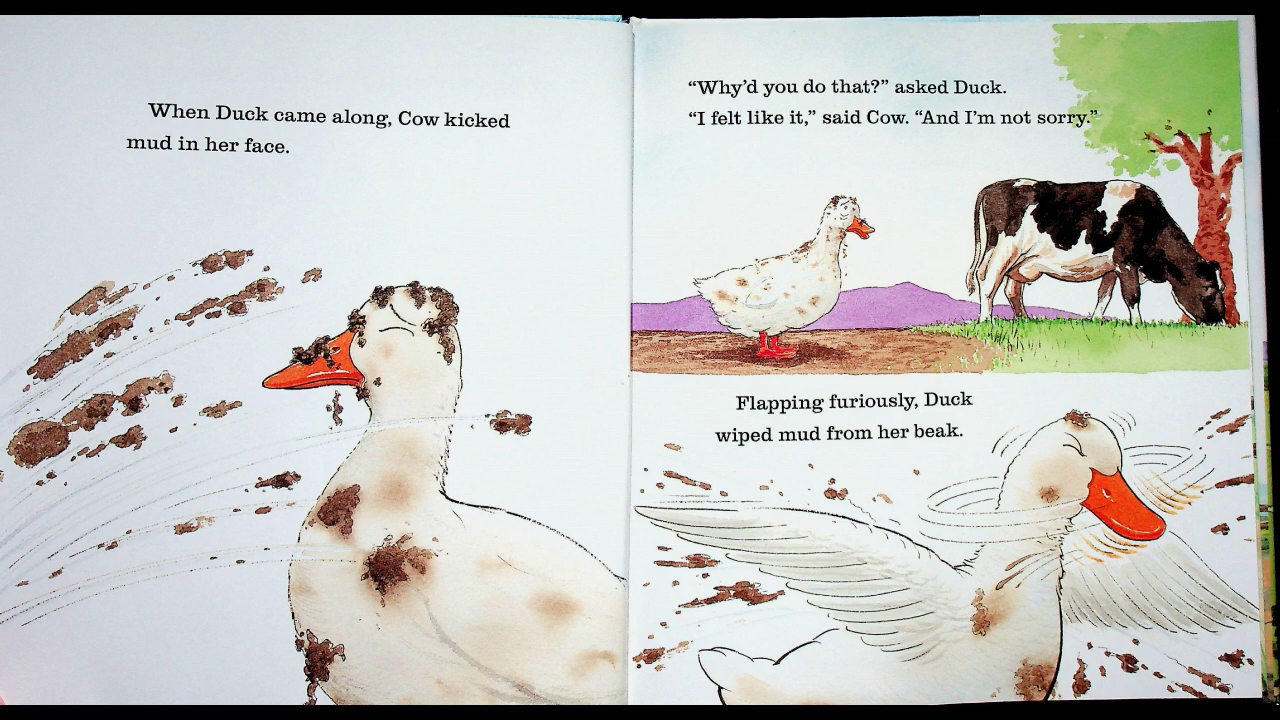 When Duck came along, Cow kicked
mud in her face.
“Why’d you do that?” asked Duck.
“I felt like it,” said Cow. “And I’m not sorry.”
Flapping furiously, Duck
wiped mud from her beak.